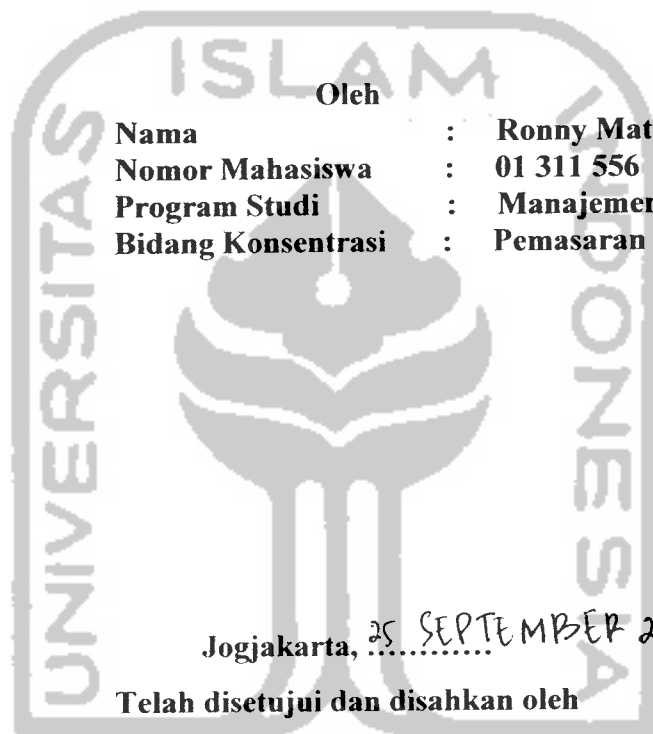 ISLAM
UNIVERSITAS
INDONESIA
Oleh
Nama : Ronny Mat
Nomor Mahasiswa : 01 311 556
Program Studi : Manajemen
Bidang Konsentrasi : Pemasaran
Jogjakarta, 25 SEPTEMBER 2
Telah disetujui dan disahkan oleh